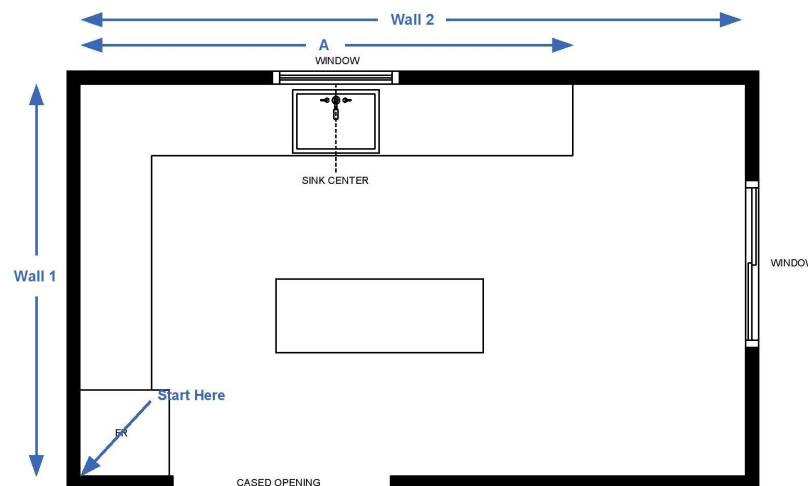 Wall 2
A
WINDOW
SINK CENTER
WINDOW
Wall 1
Start Here
FR
CASED OPENING